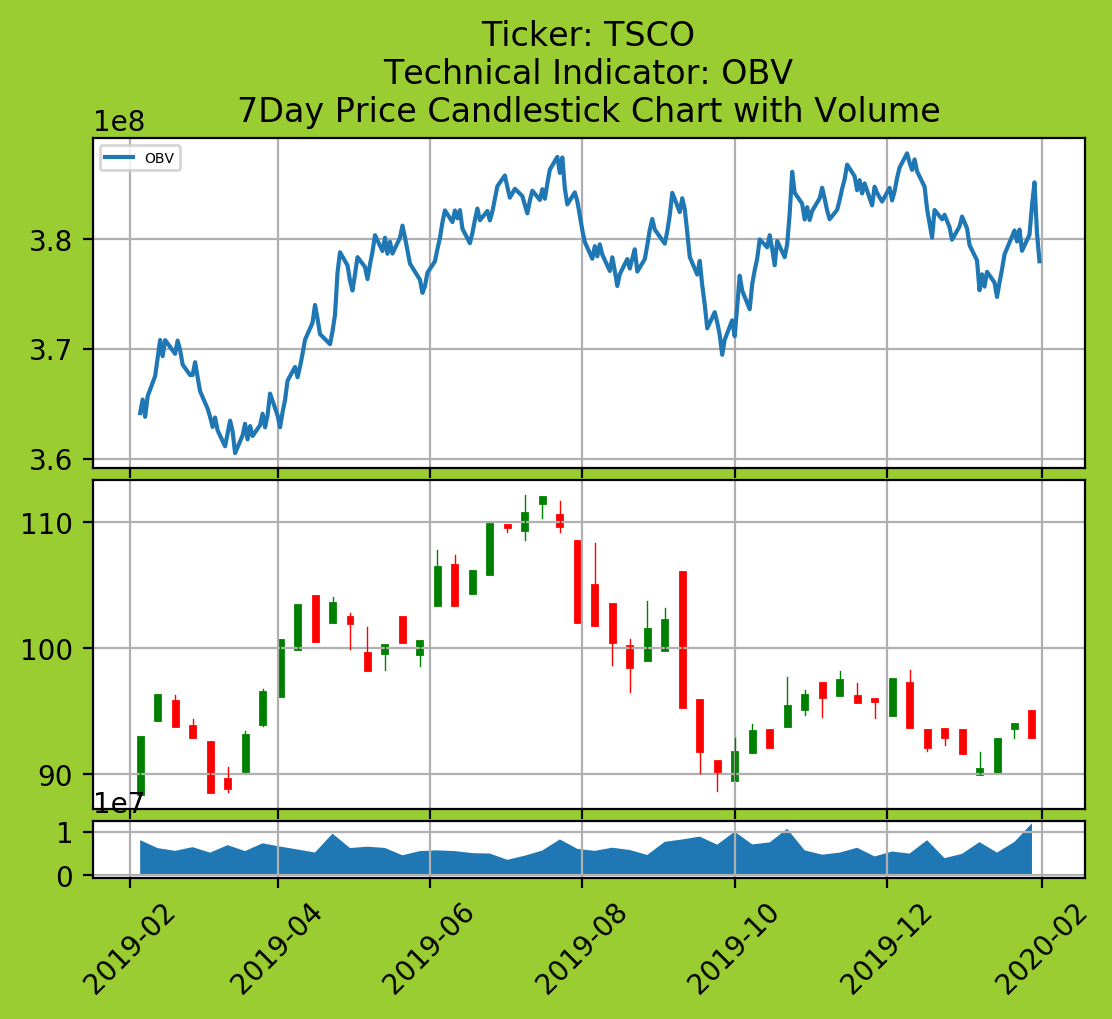 Ticker: TSCO
Technical Indicator: OBV
7Day Price Candlestick Chart with Volume
1e8
OBV
3.8
3.7
3.6
110
100
90
1e7
1
0
2019-02
2019-04
2019-06
2019-08
2019-10
2019-12
2020-02